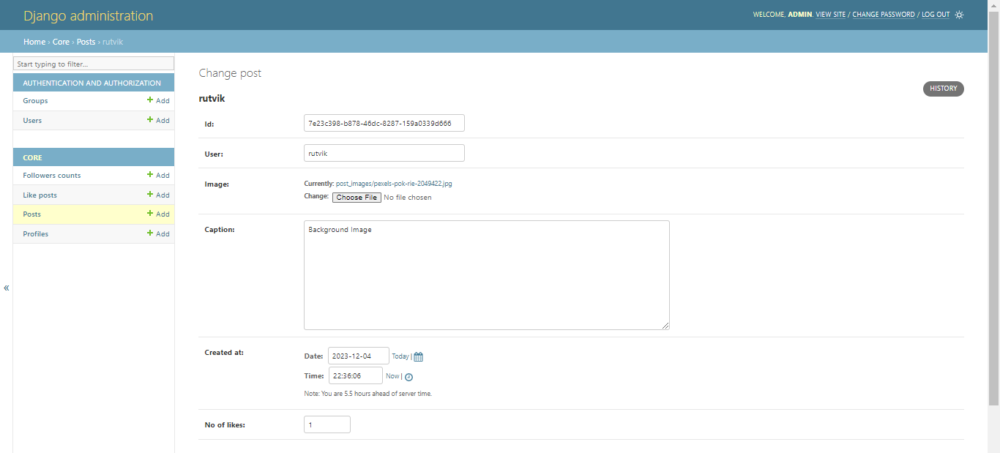 Django administration
WELCOME, ADMIN. VIEW SITE / CHANGE PASSWORD / LOG OUT
Home › Core › Posts › rutvik
Start typing to filter...
AUTHENTICATION AND AUTHORIZATION
Groups + Add
Users + Add
CORE
Followers counts + Add
Like posts + Add
Posts + Add
Profiles + Add
«
Change post
HISTORY
rutvik
Id: 7e23c398-b878-46dc-8287-159a0339d666
User: rutvik
Image: Currently: post_images/pexels-pok-rie-2049422.jpg
Change: Choose File No file chosen
Caption: Background Image
Created at:
Date: 2023-12-04 Today |
Time: 22:36:06 Now |
Note: You are 5.5 hours ahead of server time.
No of likes: 1